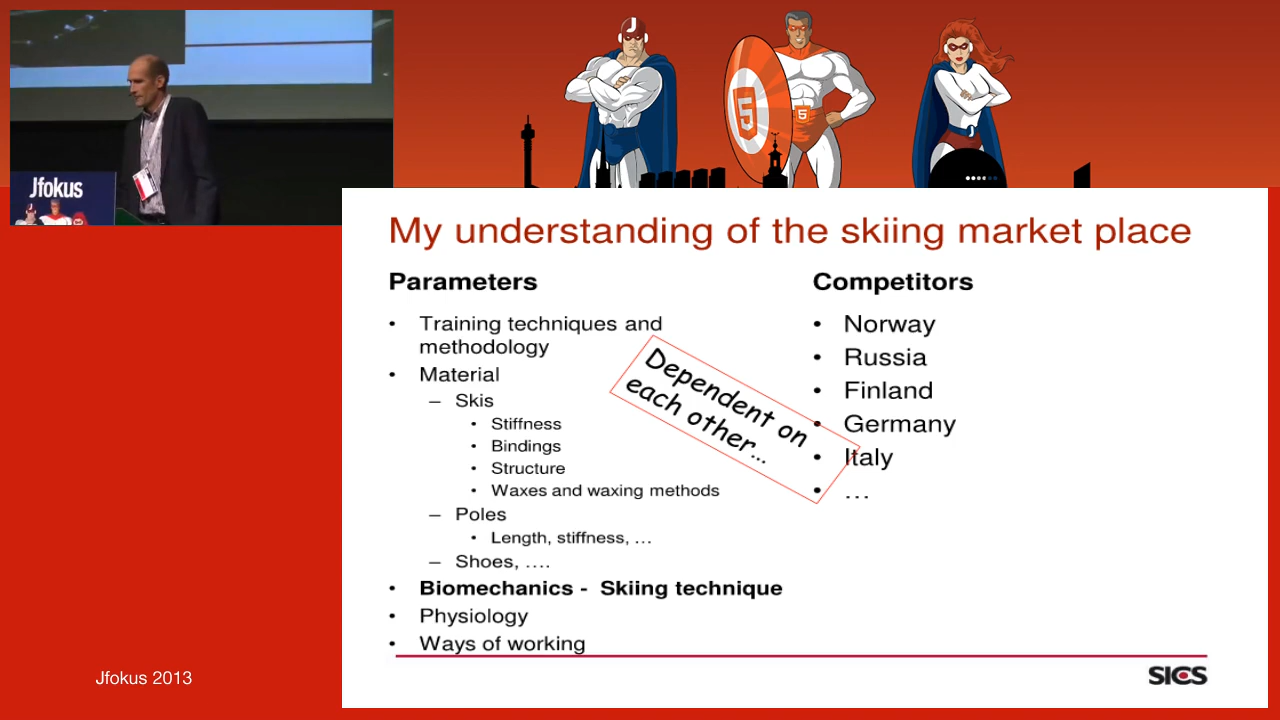 Jfokus
J
5
5
My understanding of the skiing market place
Parameters
• Training techniques and
methodology
• Material
– Skis
• Stiffness
• Bindings
• Structure
• Waxes and waxing methods
– Poles
• Length, stiffness, …
– Shoes, ….
• Biomechanics - Skiing technique
• Physiology
• Ways of working
Dependent on
each other...
Competitors
• Norway
• Russia
• Finland
• Germany
• Italy
• …
SICS
Jfokus 2013